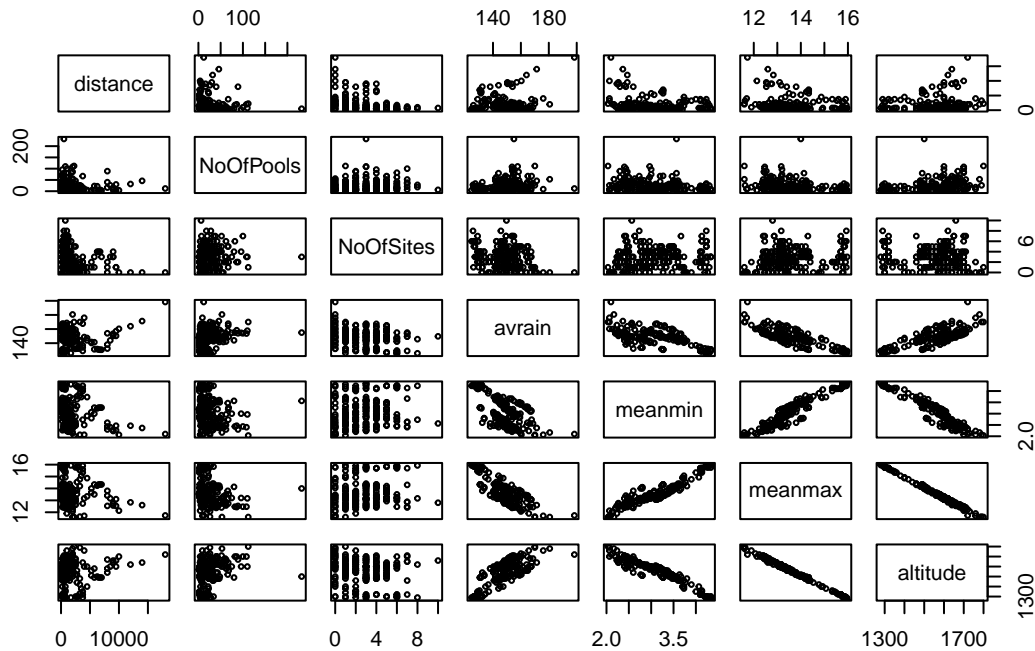 0 100
140 180
12 14 16
distance
0
0 200
NoOfPools
NoOfSites
0 6
140
avrain
meanmin
2.0
12 16
meanmax
altitude
1300
0 10000
0 4 8
2.0 3.5
1300 1700